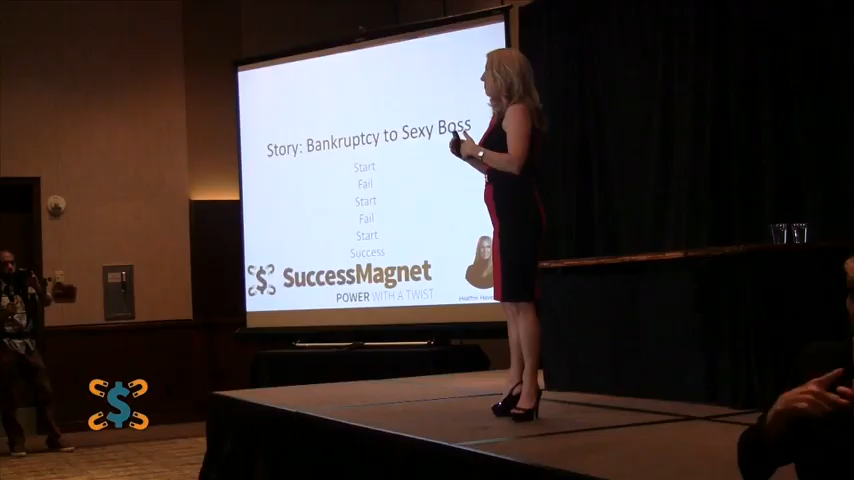 Story: Bankruptcy to Sexy Boss
Start
Fail
Start
Fail
Start
Success
SuccessMagnet
POWER WITH A TWIST